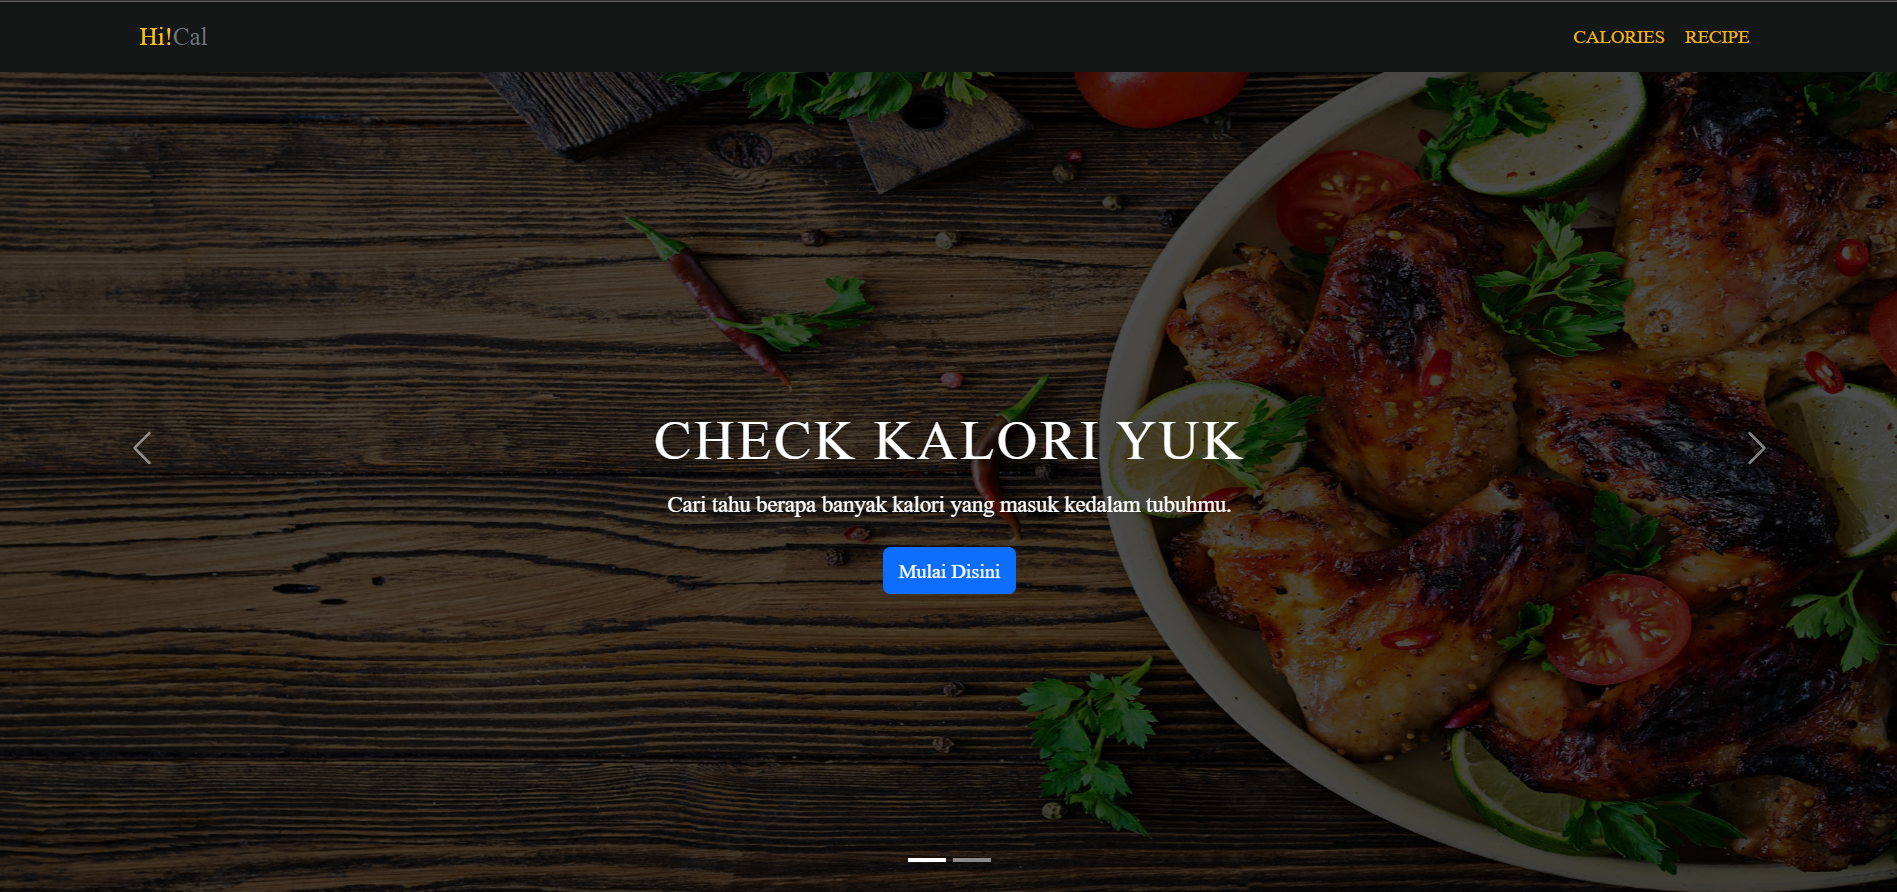 Hi!Cal
CALORIES RECIPE
CHECK KALORI YUK
Cari tahu berapa banyak kalori yang masuk kedalam tubuhmu.
Mulai Disini